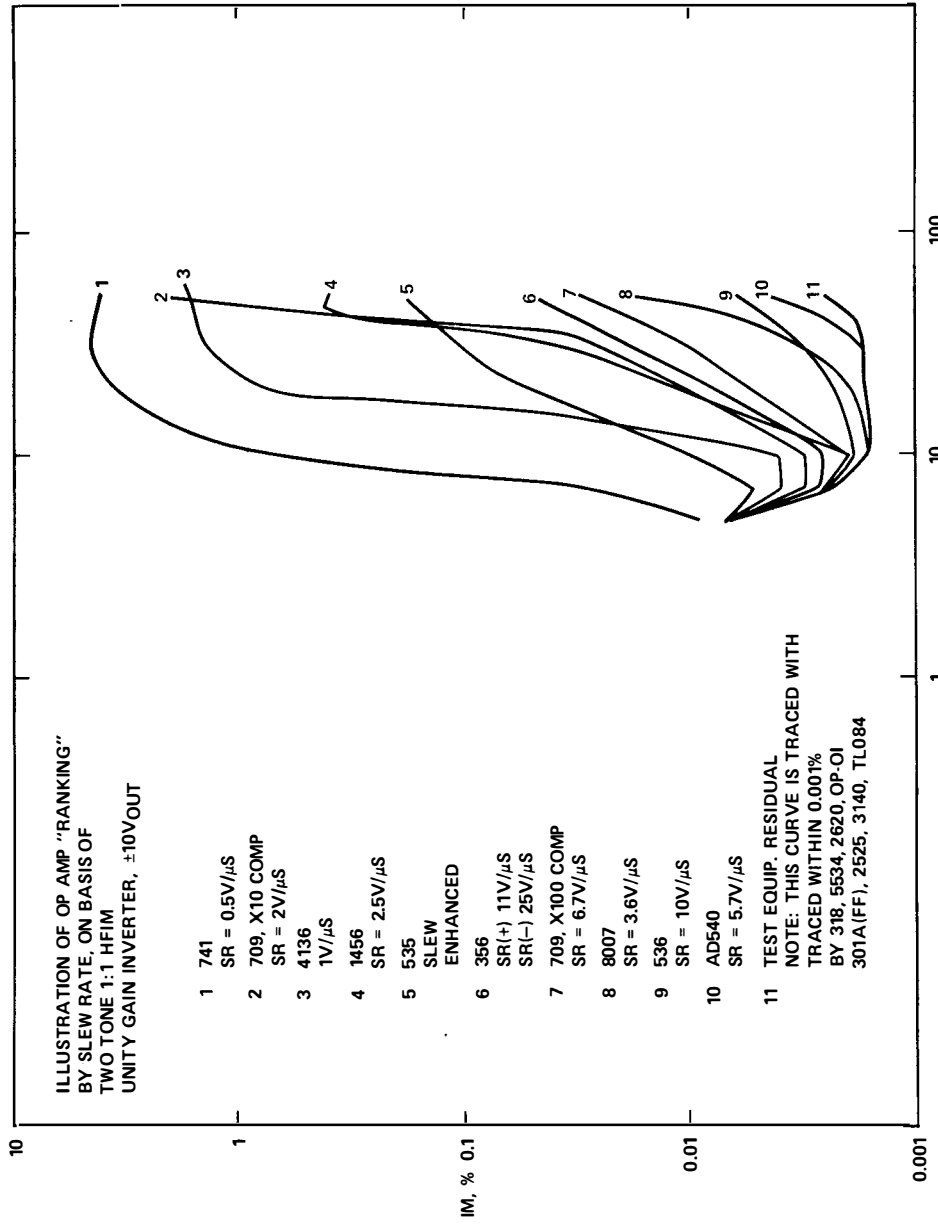 ILLUSTRATION OF OP AMP "RANKING"
BY SLEW RATE, ON BASIS OF
TWO TONE 1:1 HFIM
UNITY GAIN INVERTER, ±10VOUT
1 741
SR = 0.5V/μS
2 709, X10 COMP
SR = 2V/μS
3 4136
1V/μS
4 1456
SR = 2.5V/μS
5 535
SLEW
ENHANCED
6 356
SR(+) 11V/μS
SR(−) 25V/μS
7 709, X100 COMP
SR = 6.7V/μS
8 8007
SR = 3.6V/μS
9 536
SR = 10V/μS
10 AD540
SR = 5.7V/μS
11 TEST EQUIP. RESIDUAL
NOTE: THIS CURVE IS TRACED WITH
TRACED WITHIN 0.001%
BY 318, 5534, 2620, OP-OI
301A(FF), 2525, 3140, TL084
10
1
IM, % 0.1
0.01
0.001
1
10
100
1
2
3
4
5
6
7
8
9
10
11